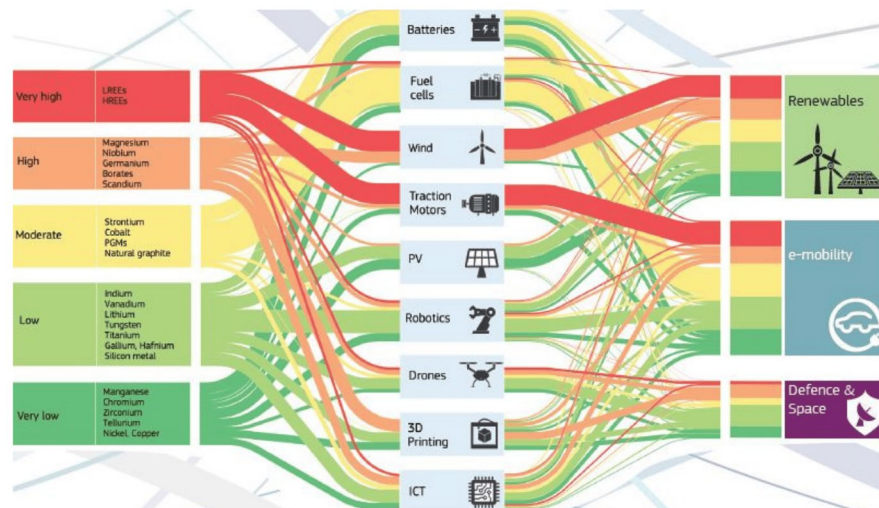 Very high
LREEs
HREEs
High
Magnesium
Niobium
Germanium
Borates
Scandium
Moderate
Strontium
Cobalt
PGMs
Natural graphite
Low
Indium
Vanadium
Lithium
Tungsten
Titanium
Gallium, Hafnium
Silicon metal
Very low
Manganese
Chromium
Zirconium
Tellurium
Nickel, Copper
Batteries
Fuel
cells
Wind
Traction
Motors
PV
Robotics
Drones
3D
Printing
ICT
Renewables
e-mobility
Defence &
Space